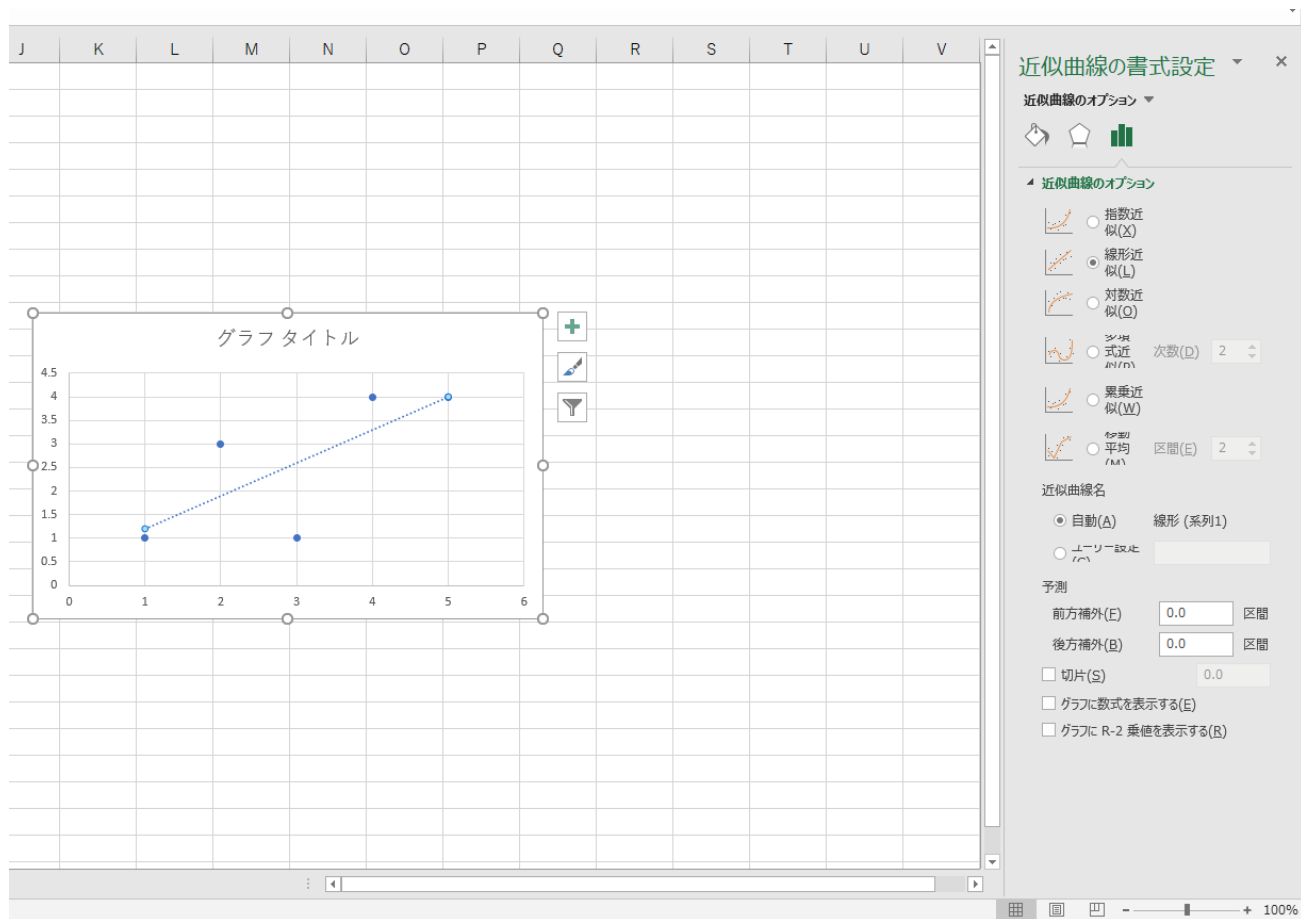 J K L M N O P Q R S T U V
近似曲線の書式設定
近似曲線のオプション
近似曲線のオプション
指数近
似(X)
線形近
似(L)
対数近
似(O)
式近
次数(D) 2
累乗近
似(W)
移動
平均
(M)
区間(E) 2
近似曲線名
自動(A) 線形 (系列1)
予測
前方補外(F) 0.0 区間
後方補外(B) 0.0 区間
切片(S) 0.0
グラフに数式を表示する(E)
グラフに R-2 乗値を表示する(R)
グラフ タイトル
4.5
4
3.5
3
2.5
2
1.5
1
0.5
0
0 1 2 3 4 5 6
- + 100%